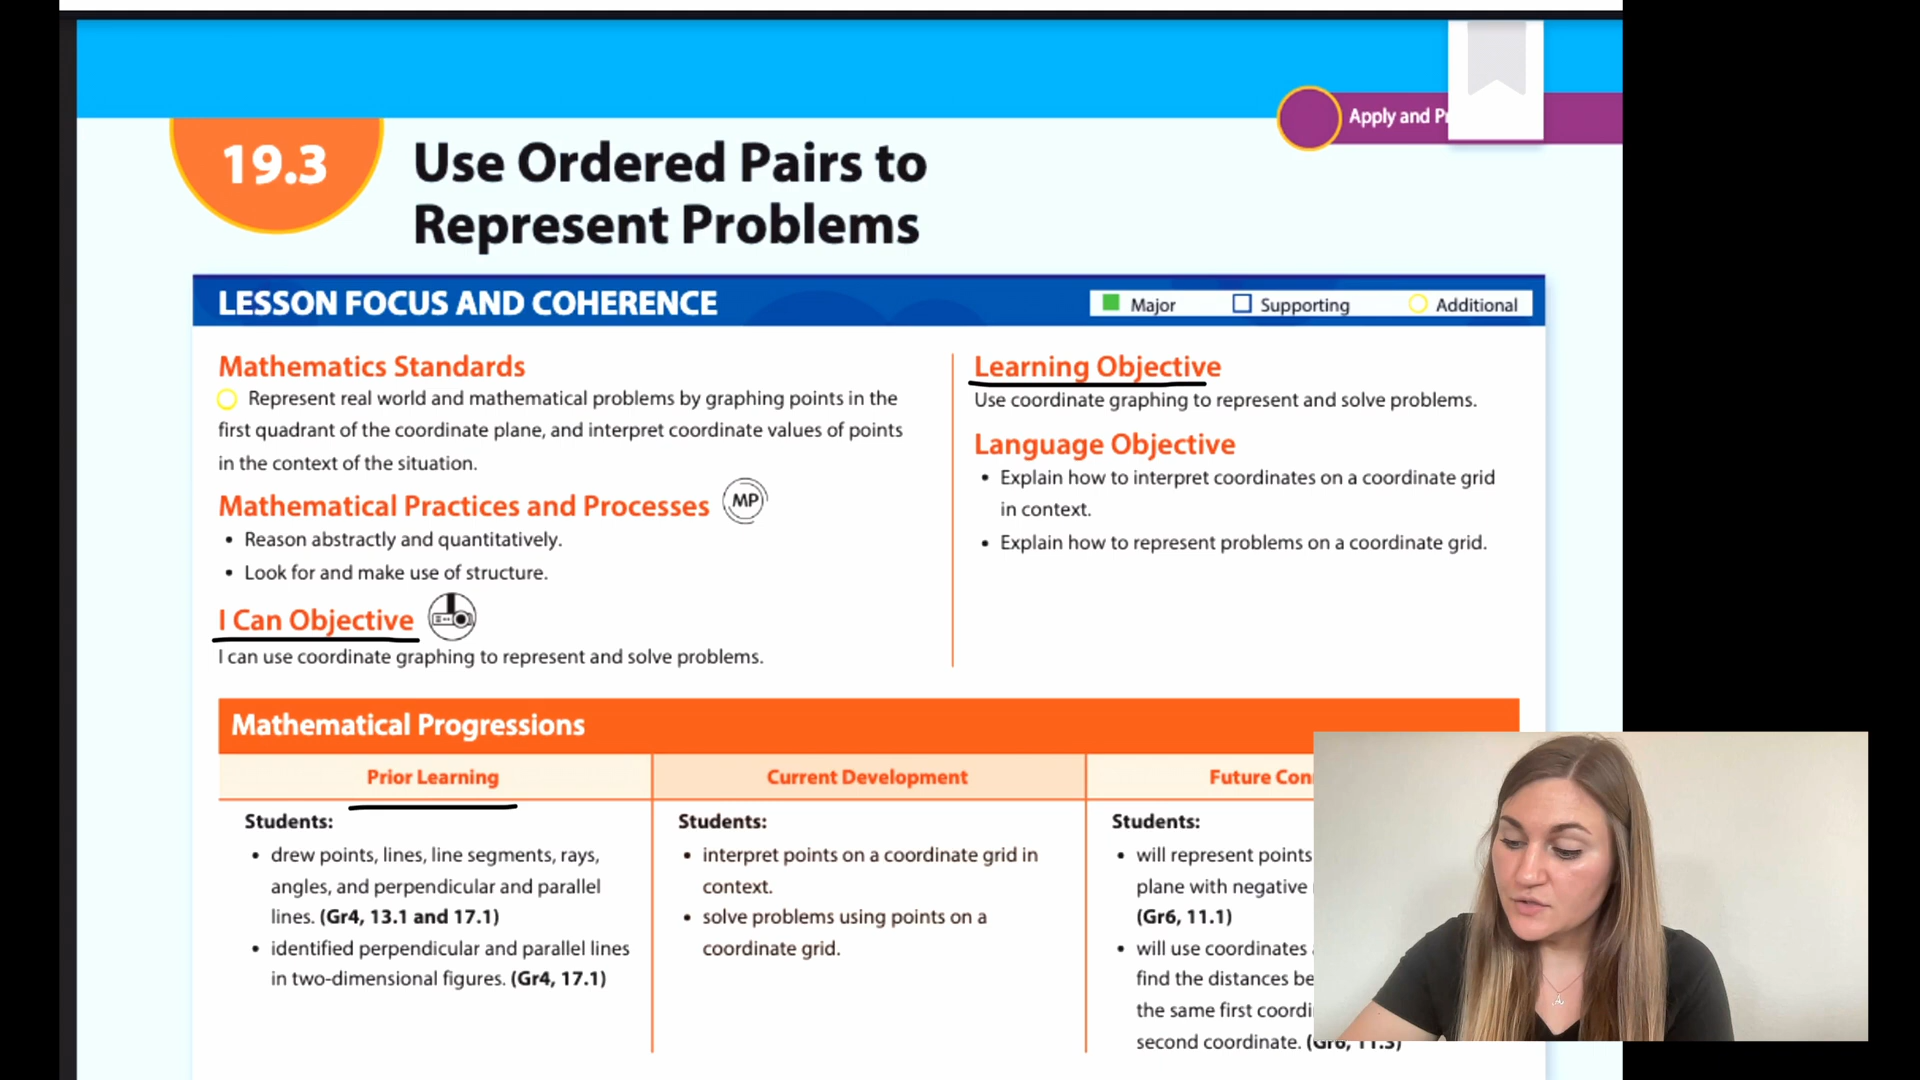 Apply and
19.3
Use Ordered Pairs to
Represent Problems
LESSON FOCUS AND COHERENCE
Major
Supporting
Additional
Mathematics Standards
Represent real world and mathematical problems by graphing points in the
first quadrant of the coordinate plane, and interpret coordinate values of points
in the context of the situation.
Mathematical Practices and Processes
MP
• Reason abstractly and quantitatively.
• Look for and make use of structure.
I Can Objective
I can use coordinate graphing to represent and solve problems.
Learning Objective
Use coordinate graphing to represent and solve problems.
Language Objective
• Explain how to interpret coordinates on a coordinate grid
in context.
• Explain how to represent problems on a coordinate grid.
Mathematical Progressions
Prior Learning
Students:
• drew points, lines, line segments, rays,
angles, and perpendicular and parallel
lines. (Gr4, 13.1 and 17.1)
• identified perpendicular and parallel lines
in two-dimensional figures. (Gr4, 17.1)
Current Development
Students:
• interpret points on a coordinate grid in
context.
• solve problems using points on a
coordinate grid.
Future
Students:
• will represent points
plane with negative
(Gr6, 11.1)
• will use coordinates
find the distances
the same first
second coordinate. (Gr6, 11.3)